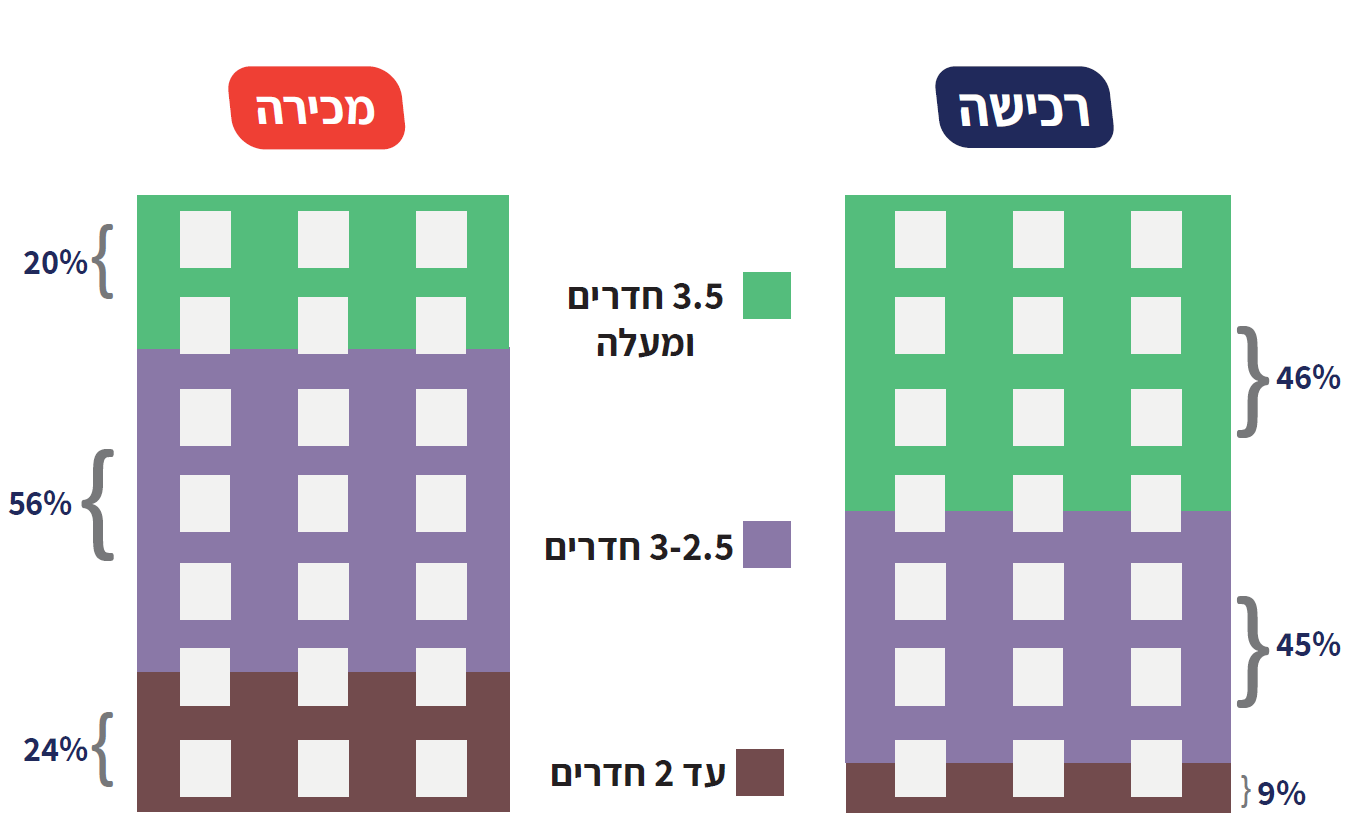 רכישה
מכירה
3.5 חדרים
ומעלה
3-2.5 חדרים
עד 2 חדרים
46%
45%
9%
20%
56%
24%